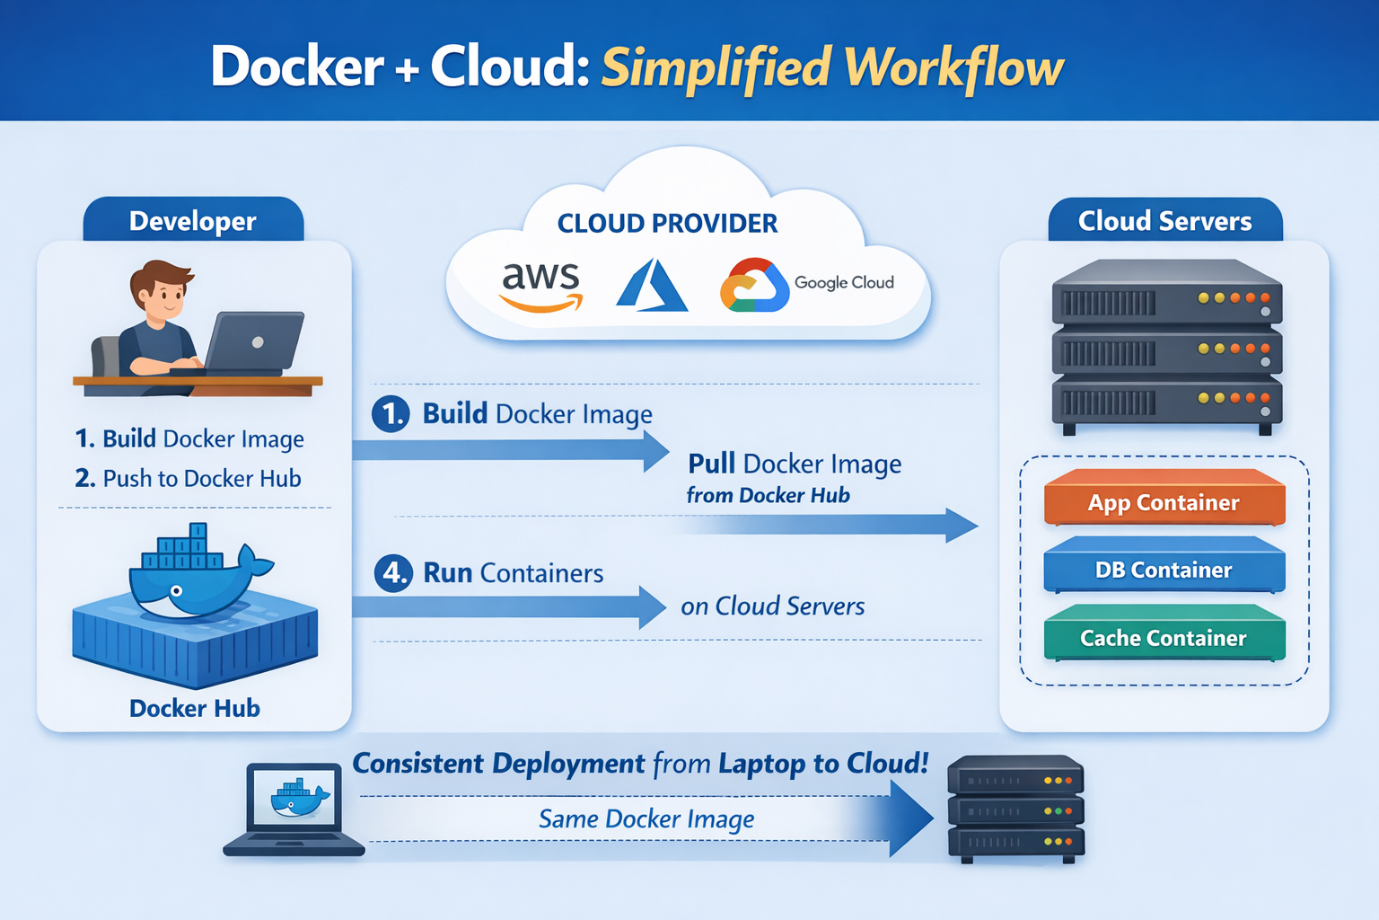 Docker + Cloud: Simplified Workflow
CLOUD PROVIDER
aws
Google Cloud
Developer
1. Build Docker Image
2. Push to Docker Hub
Docker Hub
1. Build Docker Image
Pull Docker Image
from Docker Hub
4. Run Containers
on Cloud Servers
Cloud Servers
App Container
DB Container
Cache Container
Consistent Deployment from Laptop to Cloud!
Same Docker Image